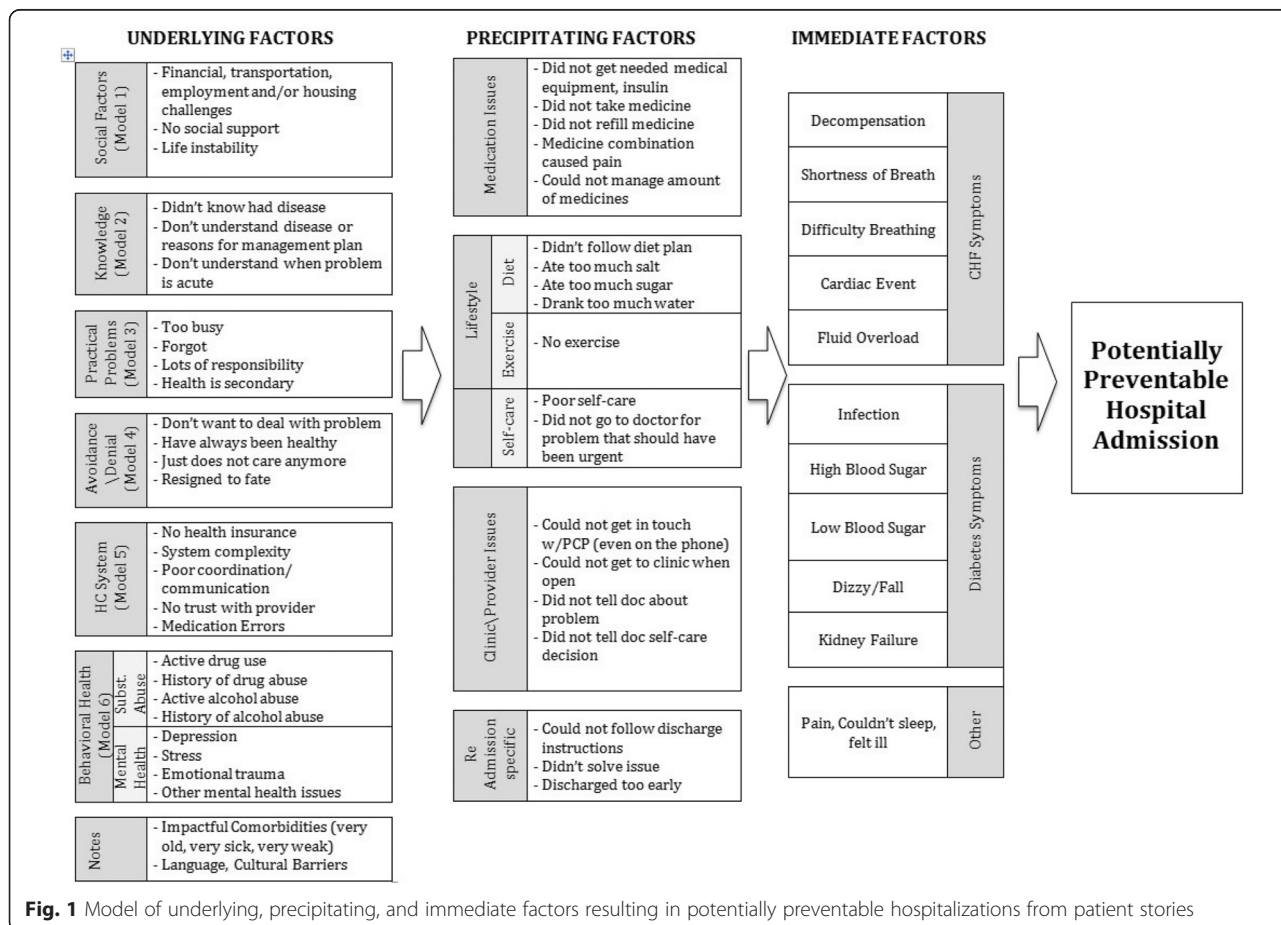 UNDERLYING FACTORS
Social Factors
(Model 1)
- Financial, transportation,
employment and/or housing
challenges
- No social support
- Life instability
Knowledge
(Model 2)
- Didn't know had disease
- Don't understand disease or
reasons for management plan
- Don't understand when problem
is acute
Practical
Problems
(Model 3)
- Too busy
- Forgot
- Lots of responsibility
- Health is secondary
Avoidance
\Denial
(Model 4)
- Don't want to deal with problem
- Have always been healthy
- Just does not care anymore
- Resigned to fate
HC System
(Model 5)
- No health insurance
- System complexity
- Poor coordination/
communication
- No trust with provider
- Medication Errors
Behavioral Health
(Model 6)
Subst.
Abuse
- Active drug use
- History of drug abuse
- Active alcohol abuse
- History of alcohol abuse
Mental
Health
- Depression
- Stress
- Emotional trauma
- Other mental health issues
Notes
- Impactful Comorbidities (very
old, very sick, very weak)
- Language, Cultural Barriers
PRECIPITATING FACTORS
Medication Issues
- Did not get needed medical
equipment, insulin
- Did not take medicine
- Did not refill medicine
- Medicine combination
caused pain
- Could not manage amount
of medicines
Lifestyle
Diet
- Didn't follow diet plan
- Ate too much salt
- Ate too much sugar
- Drank too much water
Exercise
- No exercise
Self-care
- Poor self-care
- Did not go to doctor for
problem that should have
been urgent
Clinic\Provider Issues
- Could not get in touch
w/PCP (even on the phone)
- Could not get to clinic when
open
- Did not tell doc about
problem
- Did not tell doc self-care
decision
Re
Admission
specific
- Could not follow discharge
instructions
- Didn't solve issue
- Discharged too early
IMMEDIATE FACTORS
Decompensation
Shortness of Breath
Difficulty Breathing
Cardiac Event
Fluid Overload
CHF Symptoms
Infection
High Blood Sugar
Low Blood Sugar
Dizzy/Fall
Kidney Failure
Diabetes Symptoms
Pain, Couldn't sleep,
felt ill
Other
Potentially
Preventable
Hospital
Admission
Fig. 1 Model of underlying, precipitating, and immediate factors resulting in potentially preventable hospitalizations from patient stories